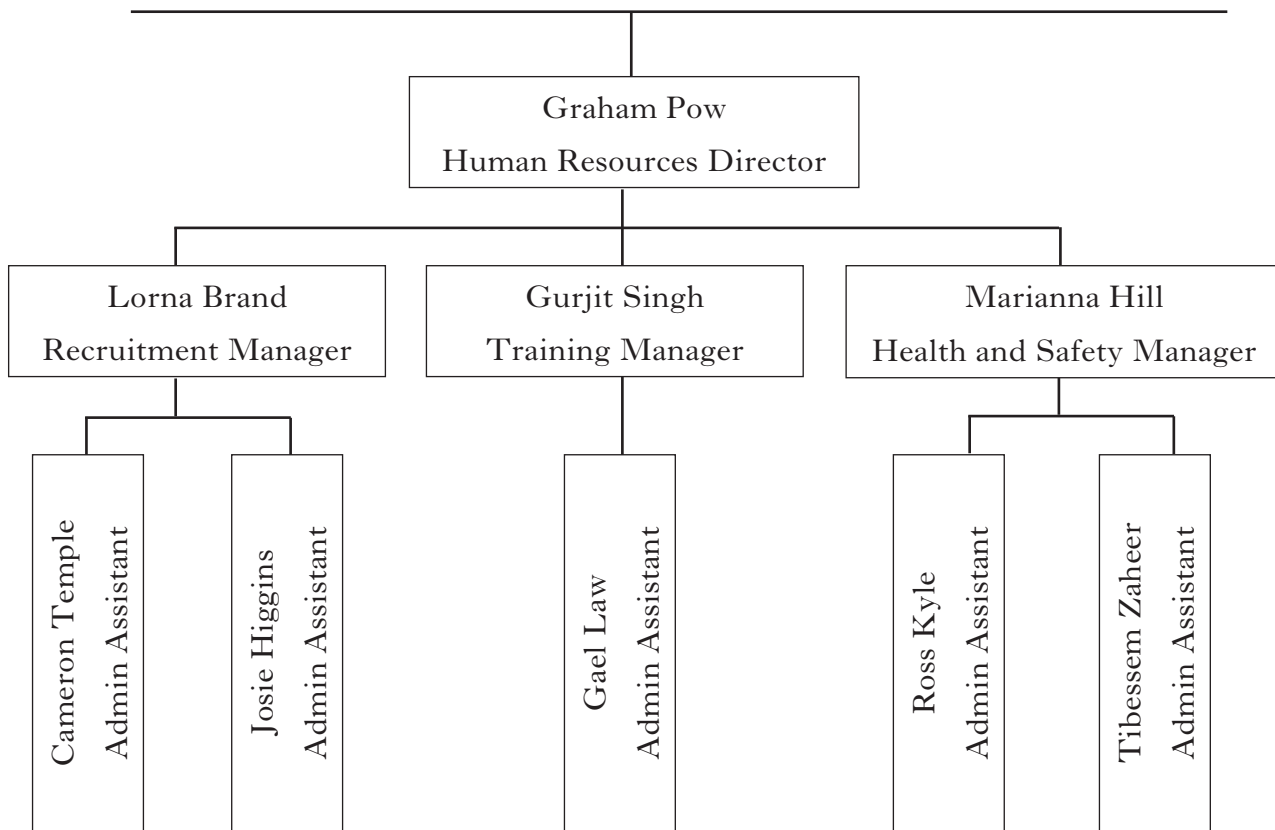 Graham Pow
Human Resources Director
Lorna Brand
Recruitment Manager
Gurjit Singh
Training Manager
Marianna Hill
Health and Safety Manager
Cameron Temple
Admin Assistant
Josie Higgins
Admin Assistant
Gael Law
Admin Assistant
Ross Kyle
Admin Assistant
Tibessem Zaheer
Admin Assistant